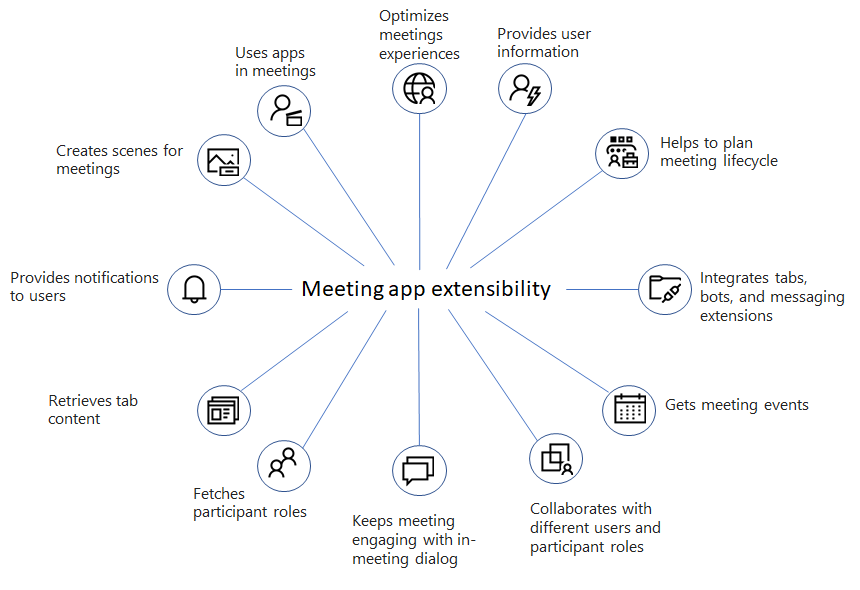 Optimizes
meetings
experiences
Provides user
information
Uses apps
in meetings
Helps to plan
meeting lifecycle
Creates scenes for
meetings
Provides notifications
to users
Meeting app extensibility
Integrates tabs,
bots, and messaging
extensions
Retrieves tab
content
Gets meeting events
Fetches
participant roles
Keeps meeting
engaging with in-
meeting dialog
Collaborates with
different users and
participant roles